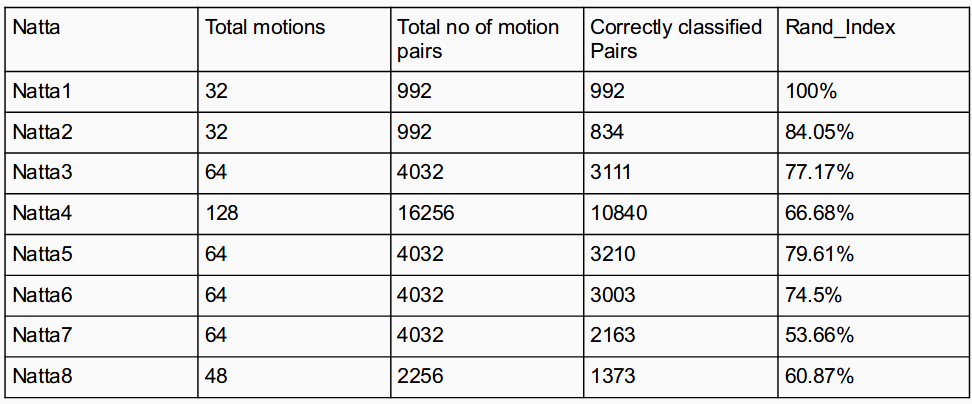 Natta Total motions Total no of motion pairs Correctly classified Pairs Rand_Index
Natta1 32 992 992 100%
Natta2 32 992 834 84.05%
Natta3 64 4032 3111 77.17%
Natta4 128 16256 10840 66.68%
Natta5 64 4032 3210 79.61%
Natta6 64 4032 3003 74.5%
Natta7 64 4032 2163 53.66%
Natta8 48 2256 1373 60.87%